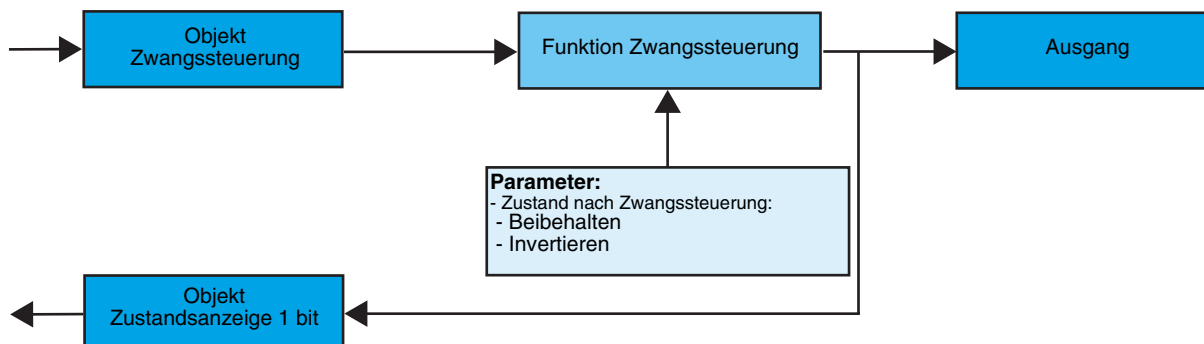 Objekt
Zwangssteuerung
Funktion Zwangssteuerung
Ausgang
Parameter:
- Zustand nach Zwangssteuerung:
- Beibehalten
- Invertieren
Objekt
Zustandsanzeige 1 bit